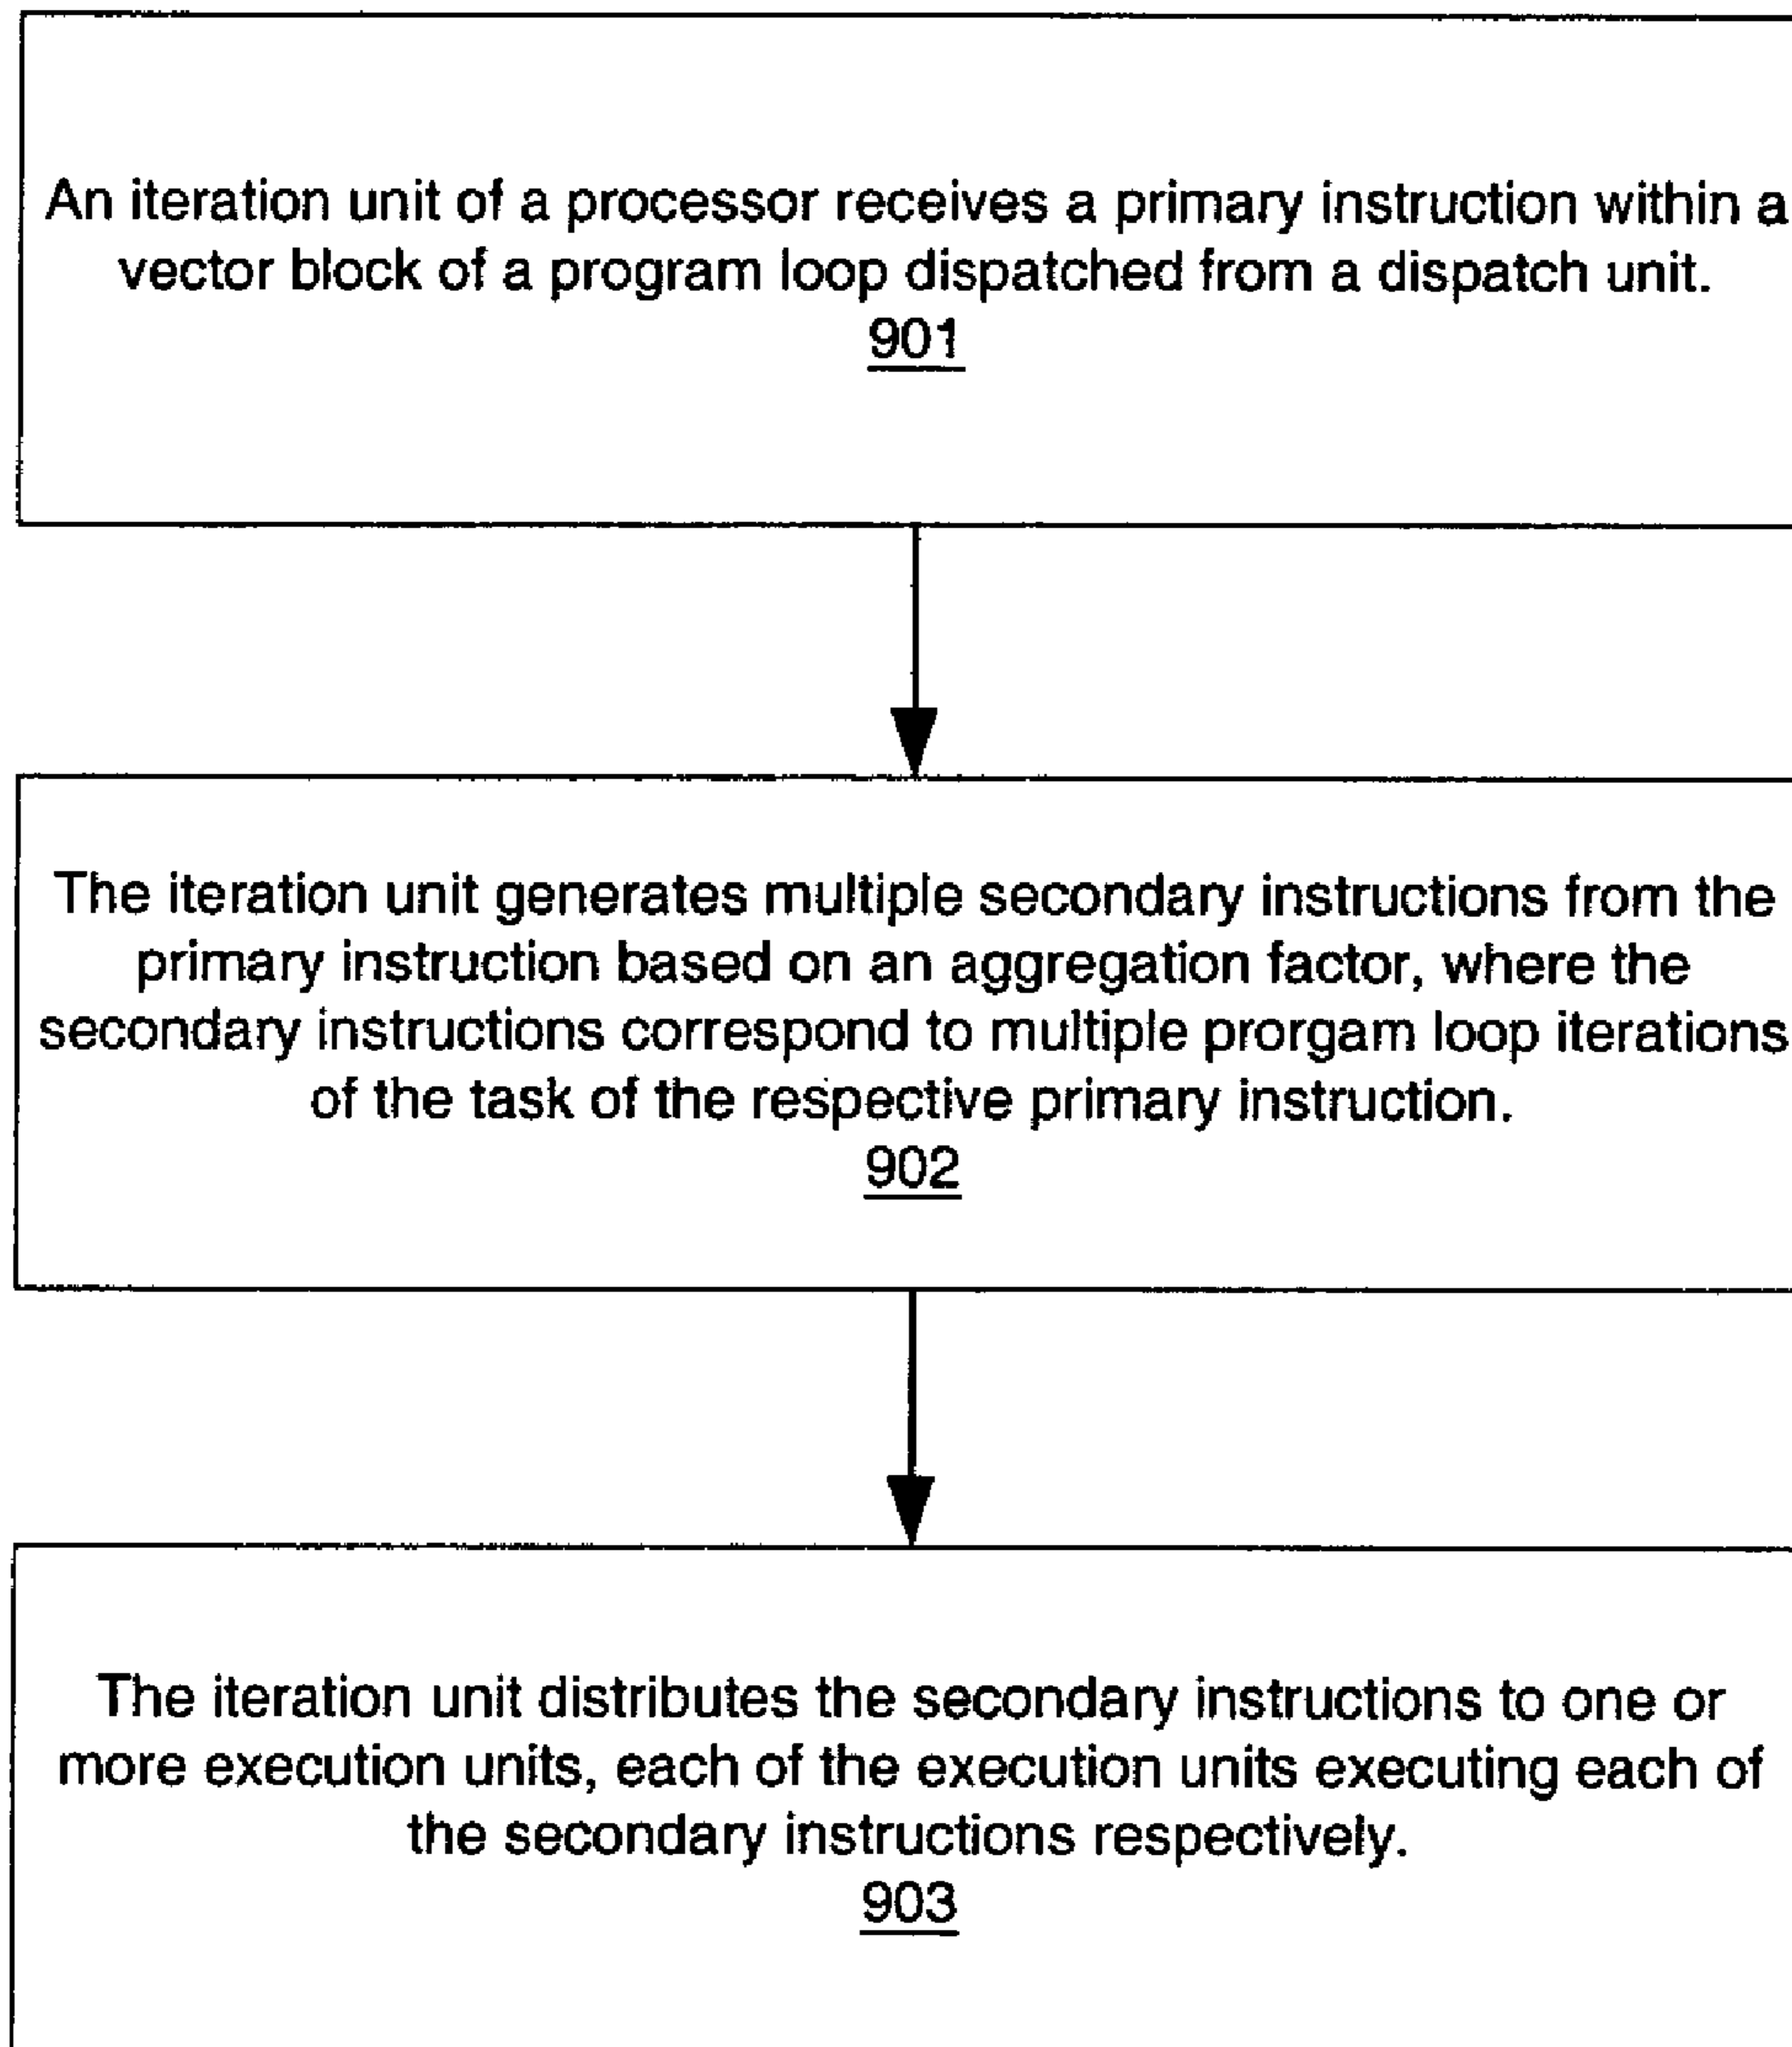 An iteration unit of a processor receives a primary instruction within a
vector block of a program loop dispatched from a dispatch unit.
901
The iteration unit generates multiple secondary instructions from the
primary instruction based on an aggregation factor, where the
secondary instructions correspond to multiple prorgam loop iterations
of the task of the respective primary instruction.
902
The iteration unit distributes the secondary instructions to one or
more execution units, each of the execution units executing each of
the secondary instructions respectively.
903